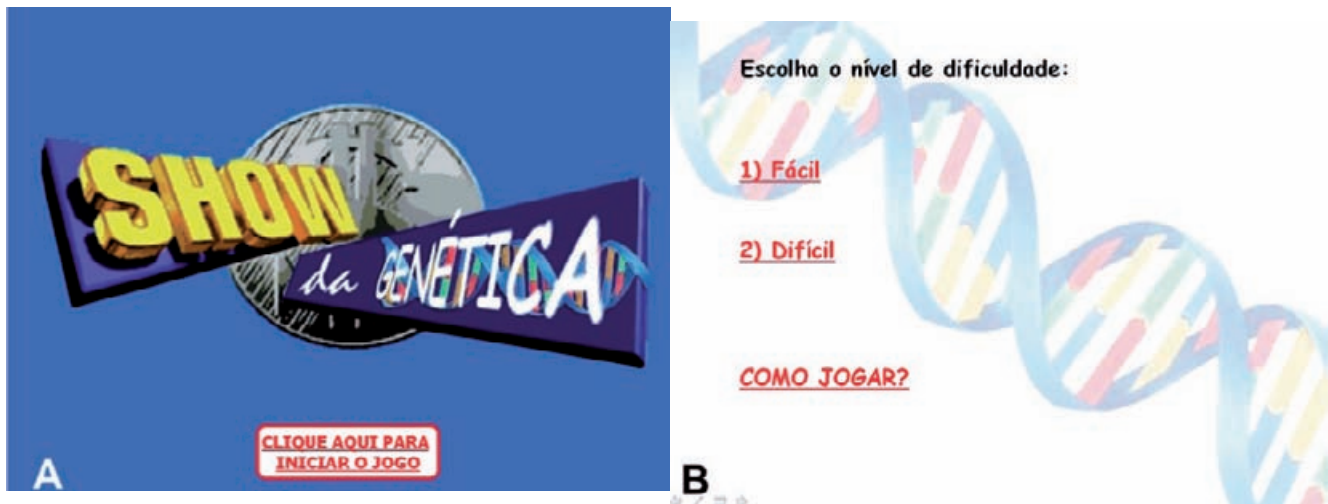 SHOW
da GENÉTICA
CLIQUE AQUI PARA
INICIAR O JOGO
A
Escolha o nível de dificuldade:
1) Fácil
2) Difícil
COMO JOGAR?
B